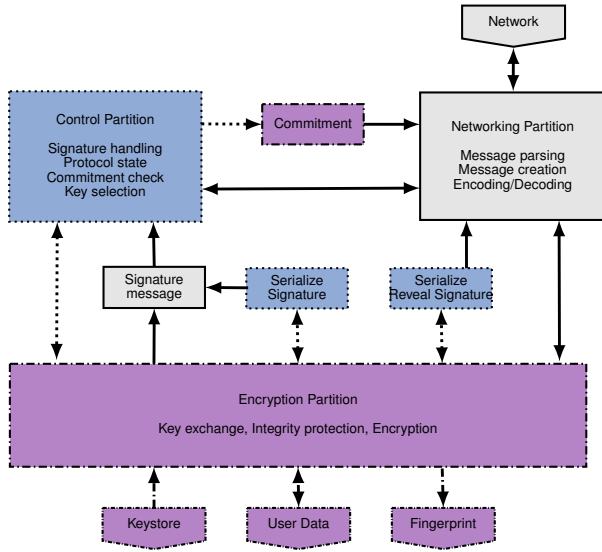 Network
Control Partition
Signature handling
Protocol state
Commitment check
Key selection
Commitment
Networking Partition
Message parsing
Message creation
Encoding/Decoding
Signature
message
Serialize
Signature
Serialize
Reveal Signature
Encryption Partition
Key exchange, Integrity protection, Encryption
Keystore
User Data
Fingerprint